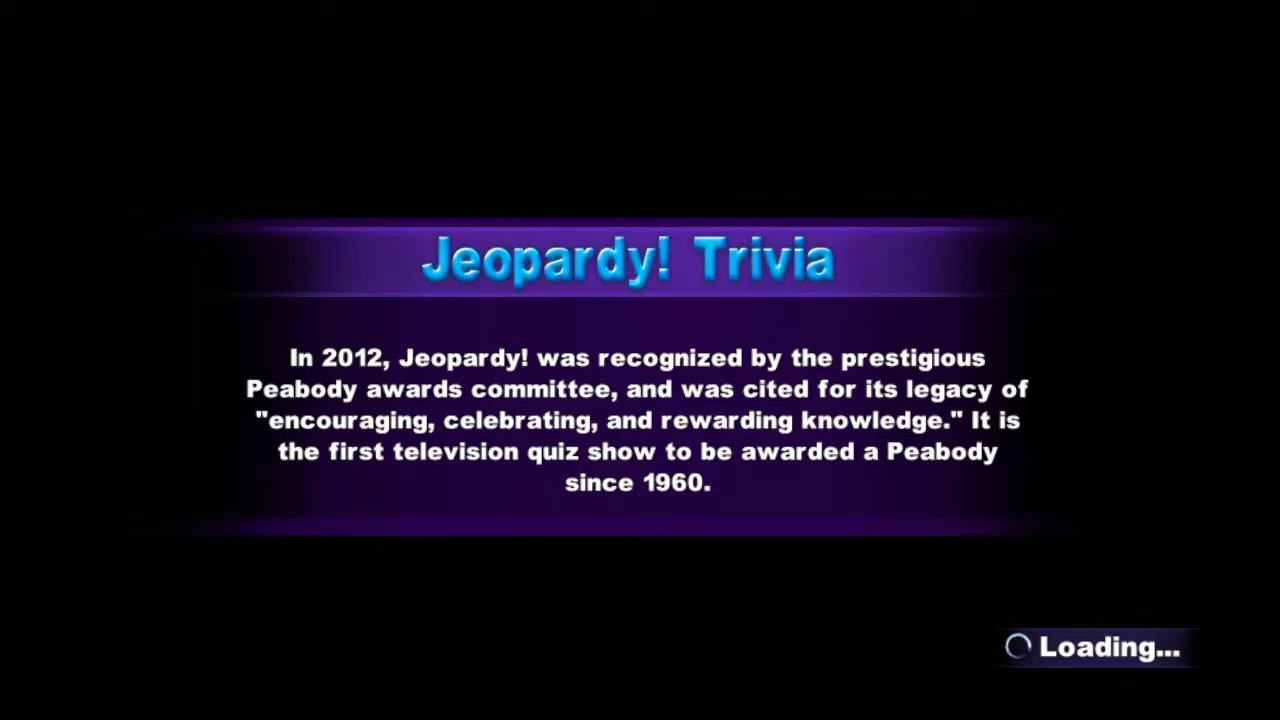 Jeopardy! Trivia
In 2012, Jeopardy! was recognized by the prestigious
Peabody awards committee, and was cited for its legacy of
"encouraging, celebrating, and rewarding knowledge." It is
the first television quiz show to be awarded a Peabody
since 1960.
Loading...